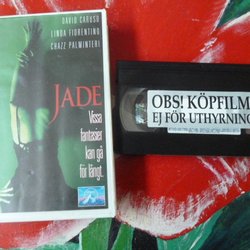 DAVID CARUSO
LINDA FIORENTINO
CHAZZ PALMINTERI
JADE
Vissa
fantasier
kan gå
för långt.
OBS! KÖPFILM
EJ FÖR UTHYRNING